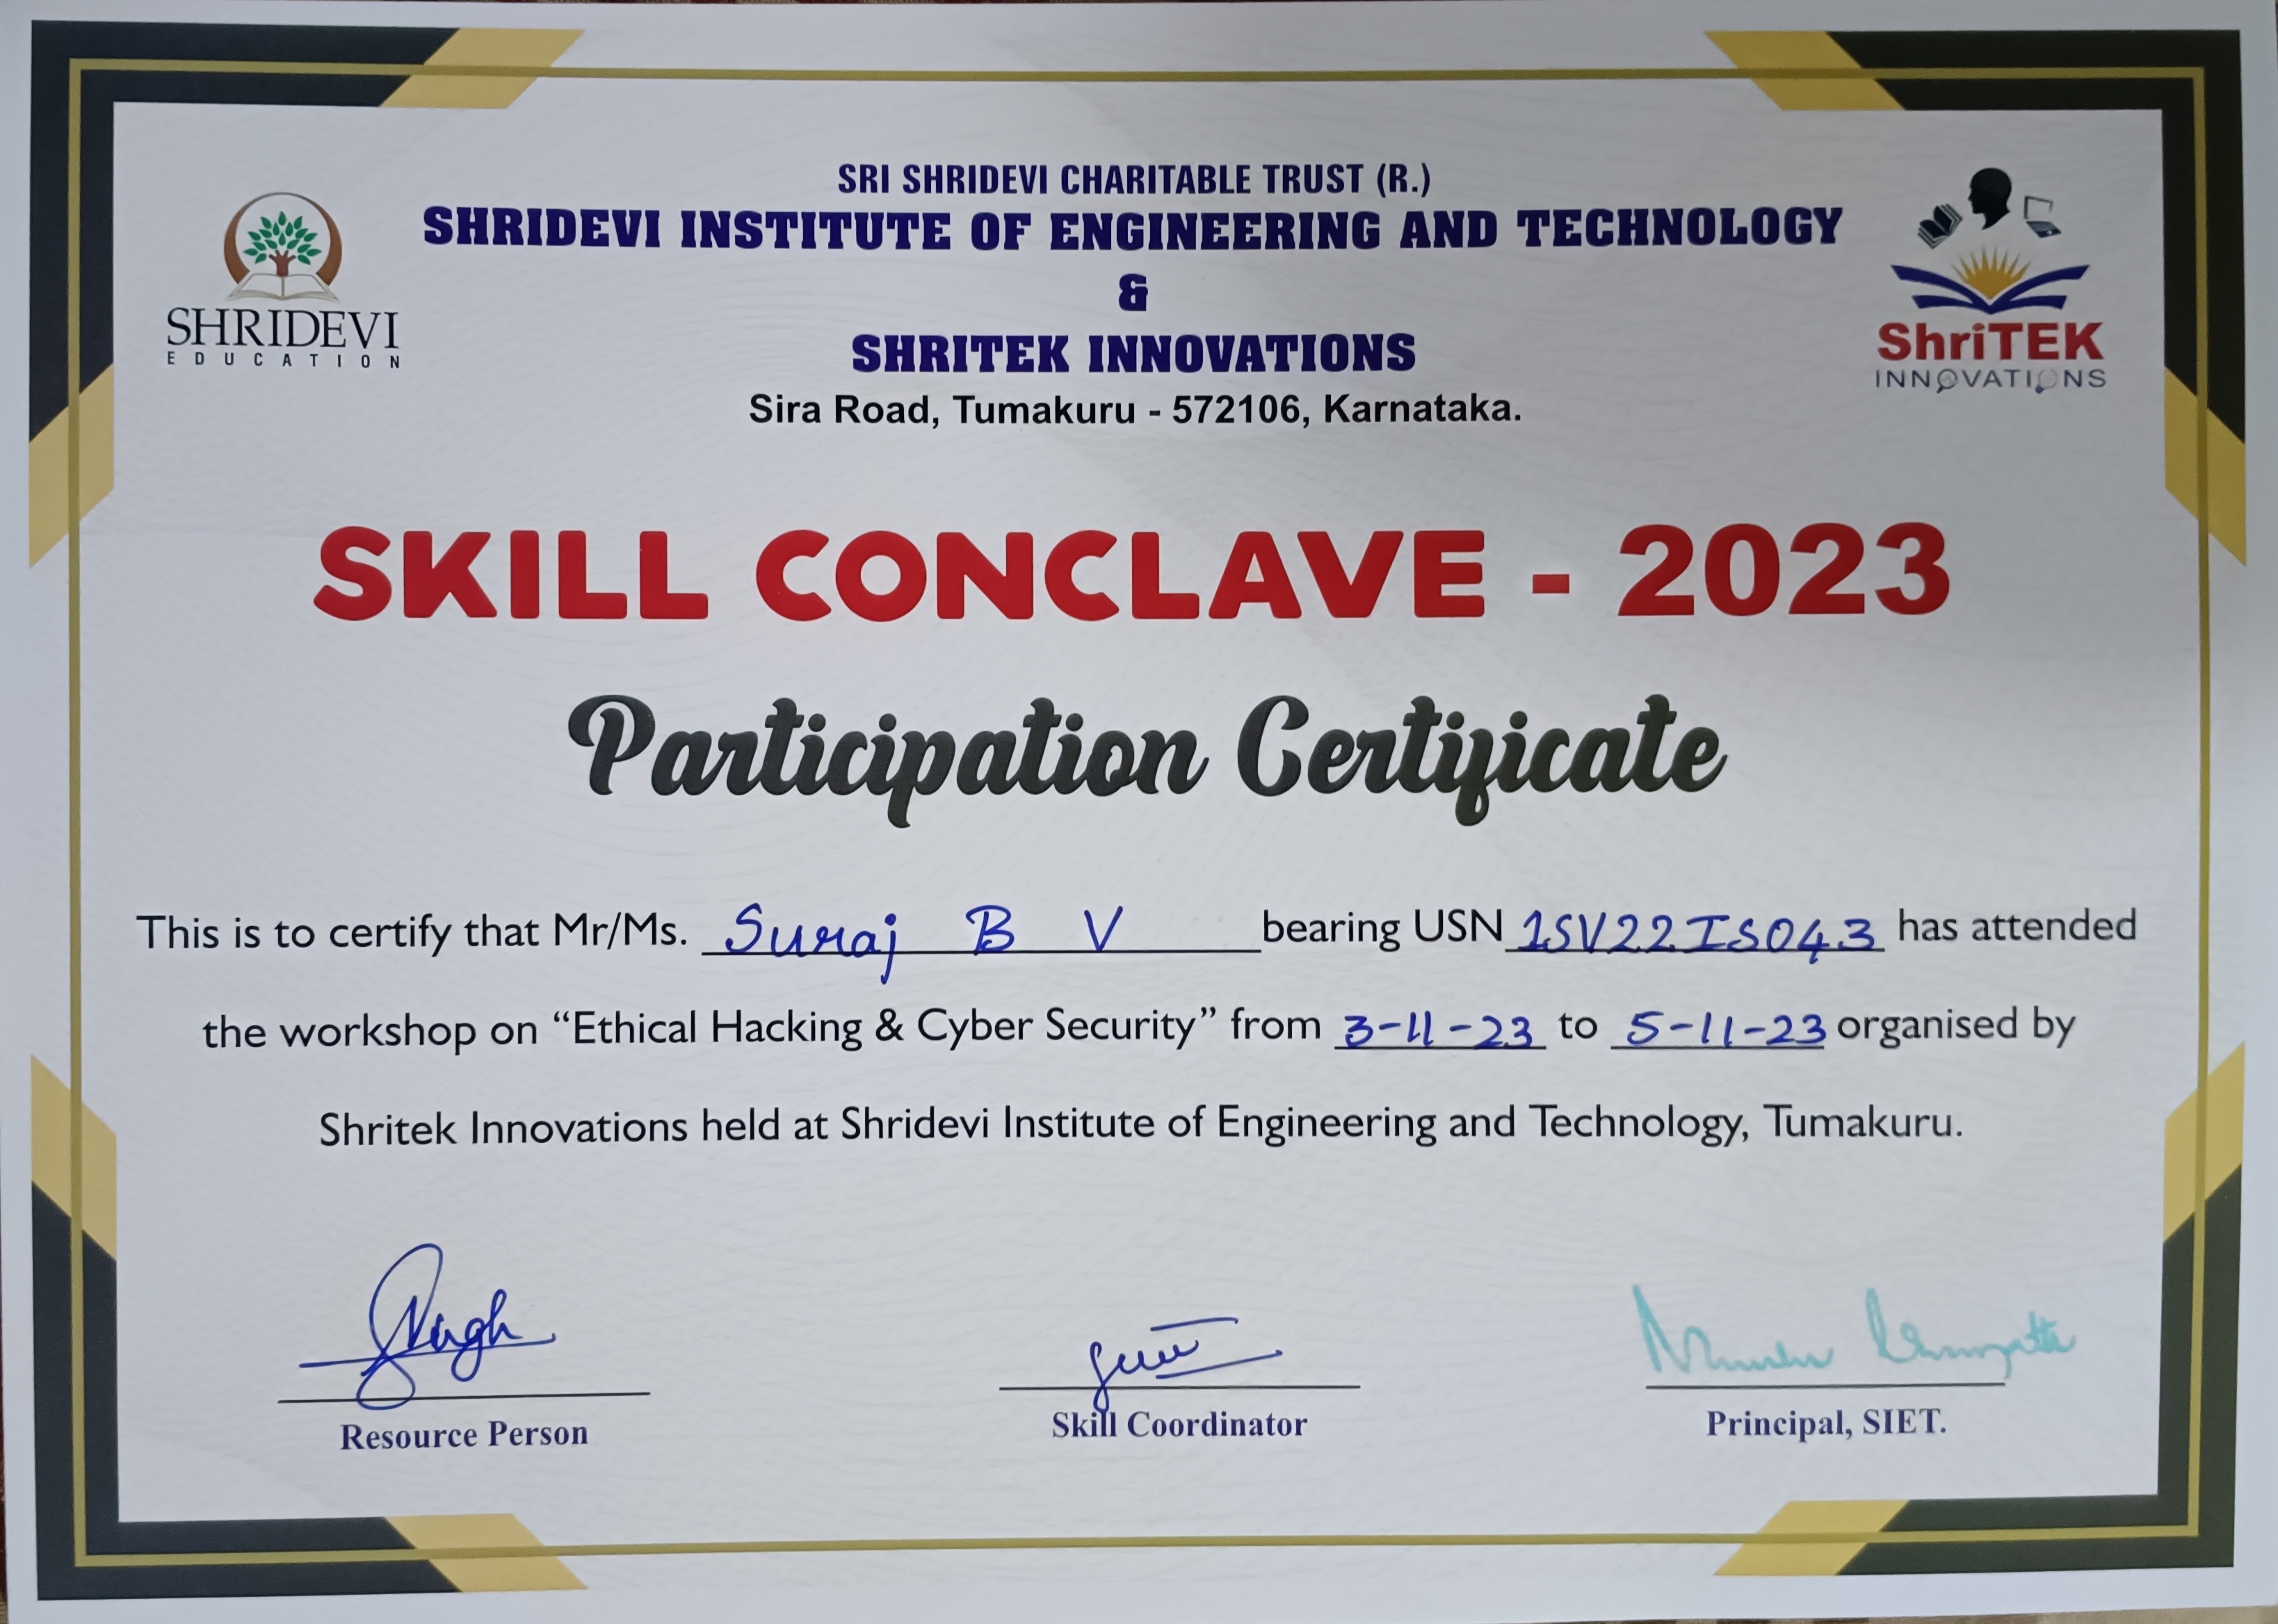 SRI SHRIDEVI CHARITABLE TRUST (R.)
SHRIDEVI INSTITUTE OF ENGINEERING AND TECHNOLOGY
&
SHRITEK INNOVATIONS
Sira Road, Tumakuru - 572106, Karnataka.
SHRIDEVI
EDUCATION
ShriTEK
INNOVATIONS
SKILL CONCLAVE - 2023
Participation Certificate
This is to certify that Mr/Ms. Suraj B V bearing USN 1SV22IS043 has attended
the workshop on “Ethical Hacking & Cyber Security” from 3-11-23 to 5-11-23 organised by
Shritek Innovations held at Shridevi Institute of Engineering and Technology, Tumakuru.
Resource Person
Skill Coordinator
Principal, SIET.